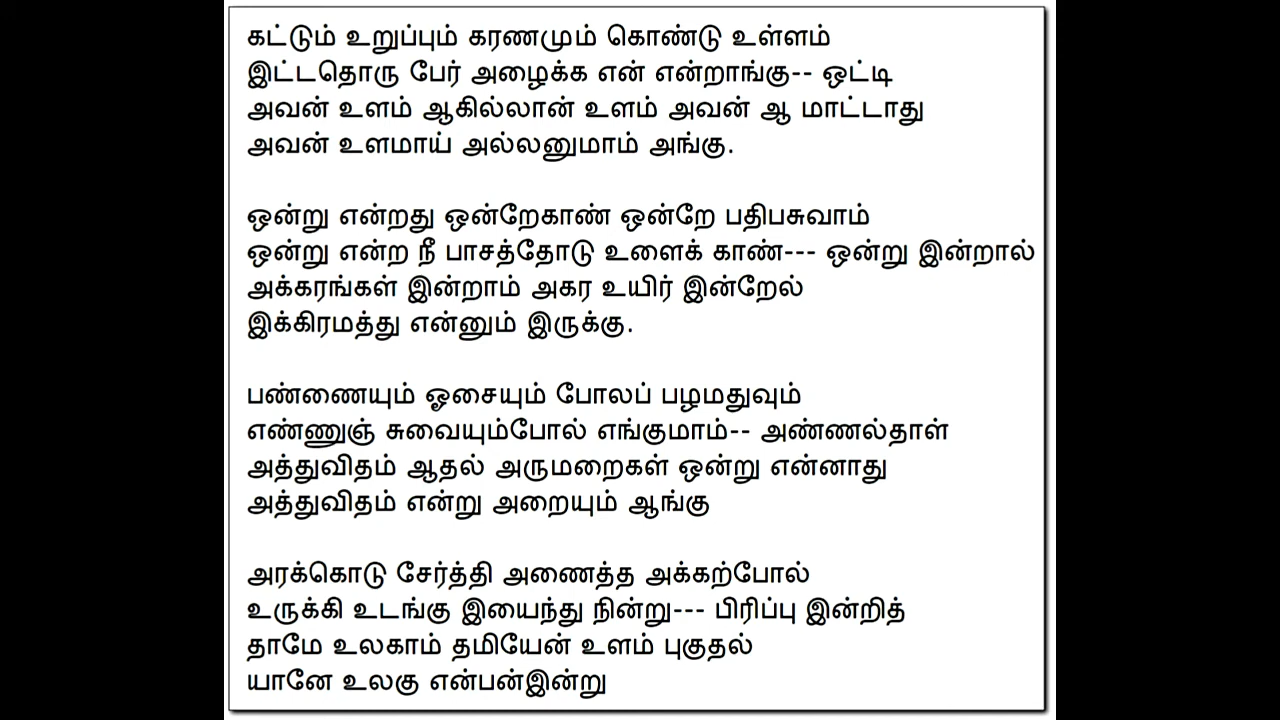 கட்டும் உறுப்பும் கரணமும் கொண்டு உள்ளம்
இட்டதொரு பேர் அழைக்க என் என்றாங்கு-- ஒட்டி
அவன் உளம் ஆகில்லான் உளம் அவன் ஆ மாட்டாது
அவன் உளமாய் அல்லனுமாம் அங்கு.
ஒன்று என்றது ஒன்றேகாண் ஒன்றே பதிபசுவாம்
ஒன்று என்ற நீ பாசத்தோடு உளைக் காண்--- ஒன்று இன்றால்
அக்கரங்கள் இன்றாம் அகர உயிர் இன்றேல்
இக்கிரமத்து என்னும் இருக்கு.
பண்ணையும் ஓசையும் போலப் பழமதுவும்
எண்ணுஞ் சுவையும்போல் எங்குமாம்-- அண்ணல்தாள்
அத்துவிதம் ஆதல் அருமறைகள் ஒன்று என்னாது
அத்துவிதம் என்று அறையும் ஆங்கு
அரக்கொடு சேர்த்தி அணைத்த அக்கற்போல்
உருக்கி உடங்கு இயைந்து நின்று--- பிரிப்பு இன்றித்
தாமே உலகாம் தமியேன் உளம் புகுதல்
யானே உலகு என்பன்இன்று